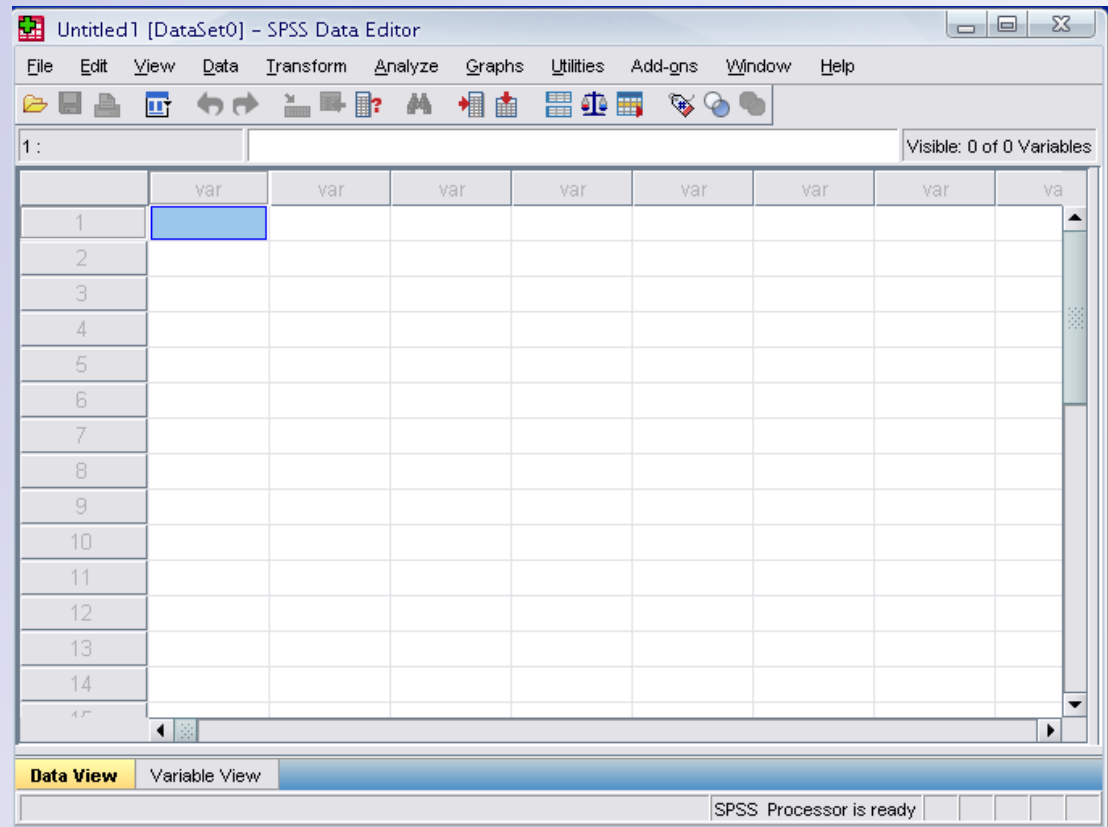 Untitled1 [DataSet0] - SPSS Data Editor
File Edit View Data Transform Analyze Graphs Utilities Add-ons Window Help
1 : Visible: 0 of 0 Variables
var var var var var var var va
1
2
3
4
5
6
7
8
9
10
11
12
13
14
15
Data View Variable View
SPSS Processor is ready